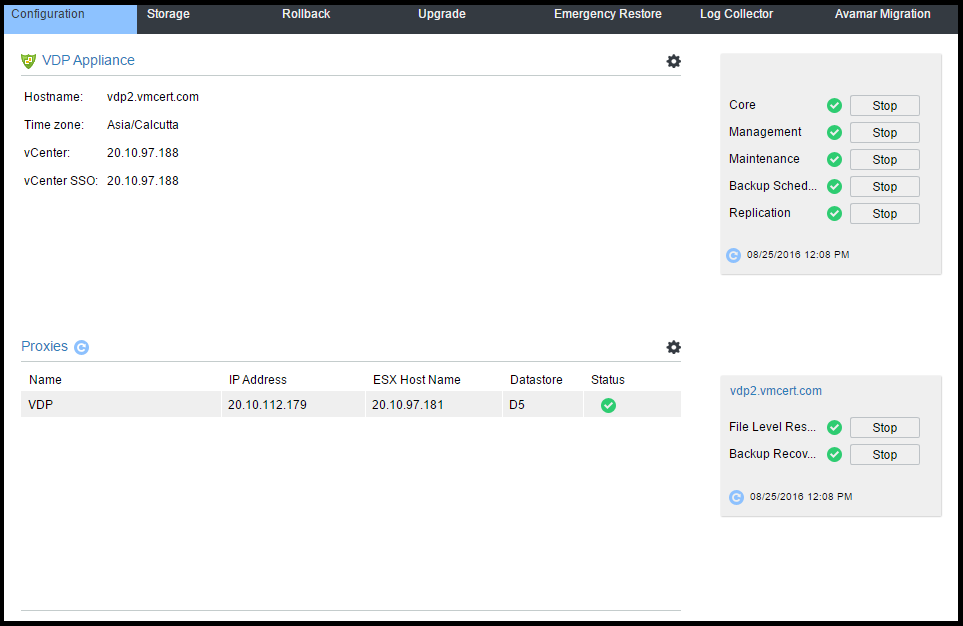 Configuration Storage Rollback Upgrade Emergency Restore Log Collector Avamar Migration
VDP Appliance
Hostname: vdp2.vmcert.com
Time zone: Asia/Calcutta
vCenter: 20.10.97.188
vCenter SSO: 20.10.97.188
Core Stop
Management Stop
Maintenance Stop
Backup Sched... Stop
Replication Stop
08/25/2016 12:08 PM
Proxies
Name IP Address ESX Host Name Datastore Status
VDP 20.10.112.179 20.10.97.181 D5
vdp2.vmcert.com
File Level Res... Stop
Backup Recov... Stop
08/25/2016 12:08 PM